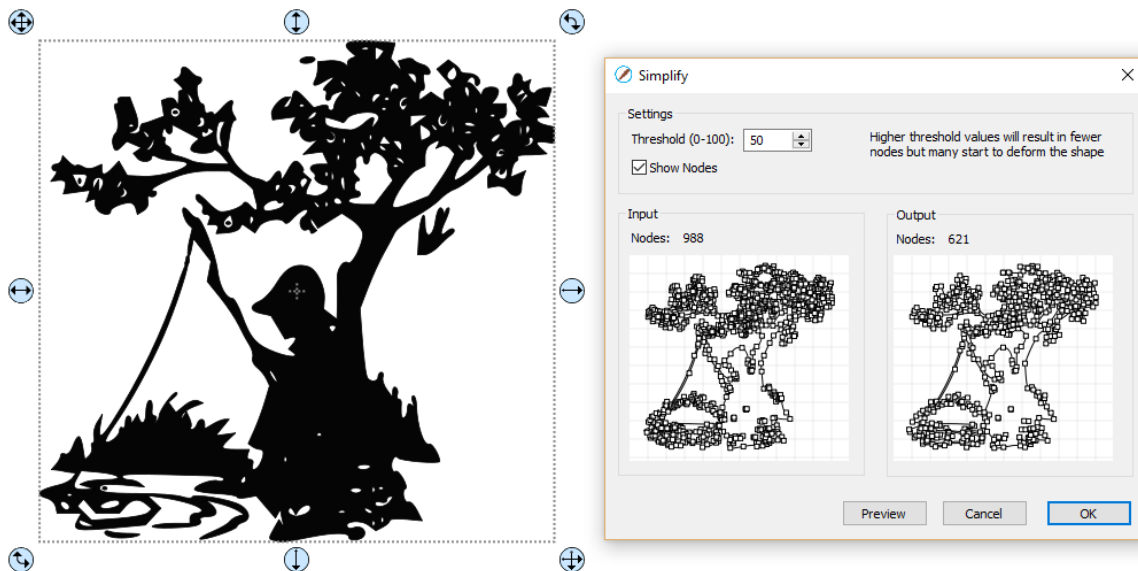 Simplify
Settings
Threshold (0-100): 50
Higher threshold values will result in fewer
nodes but many start to deform the shape
Show Nodes
Input
Nodes: 988
Output
Nodes: 621
Preview
Cancel
OK